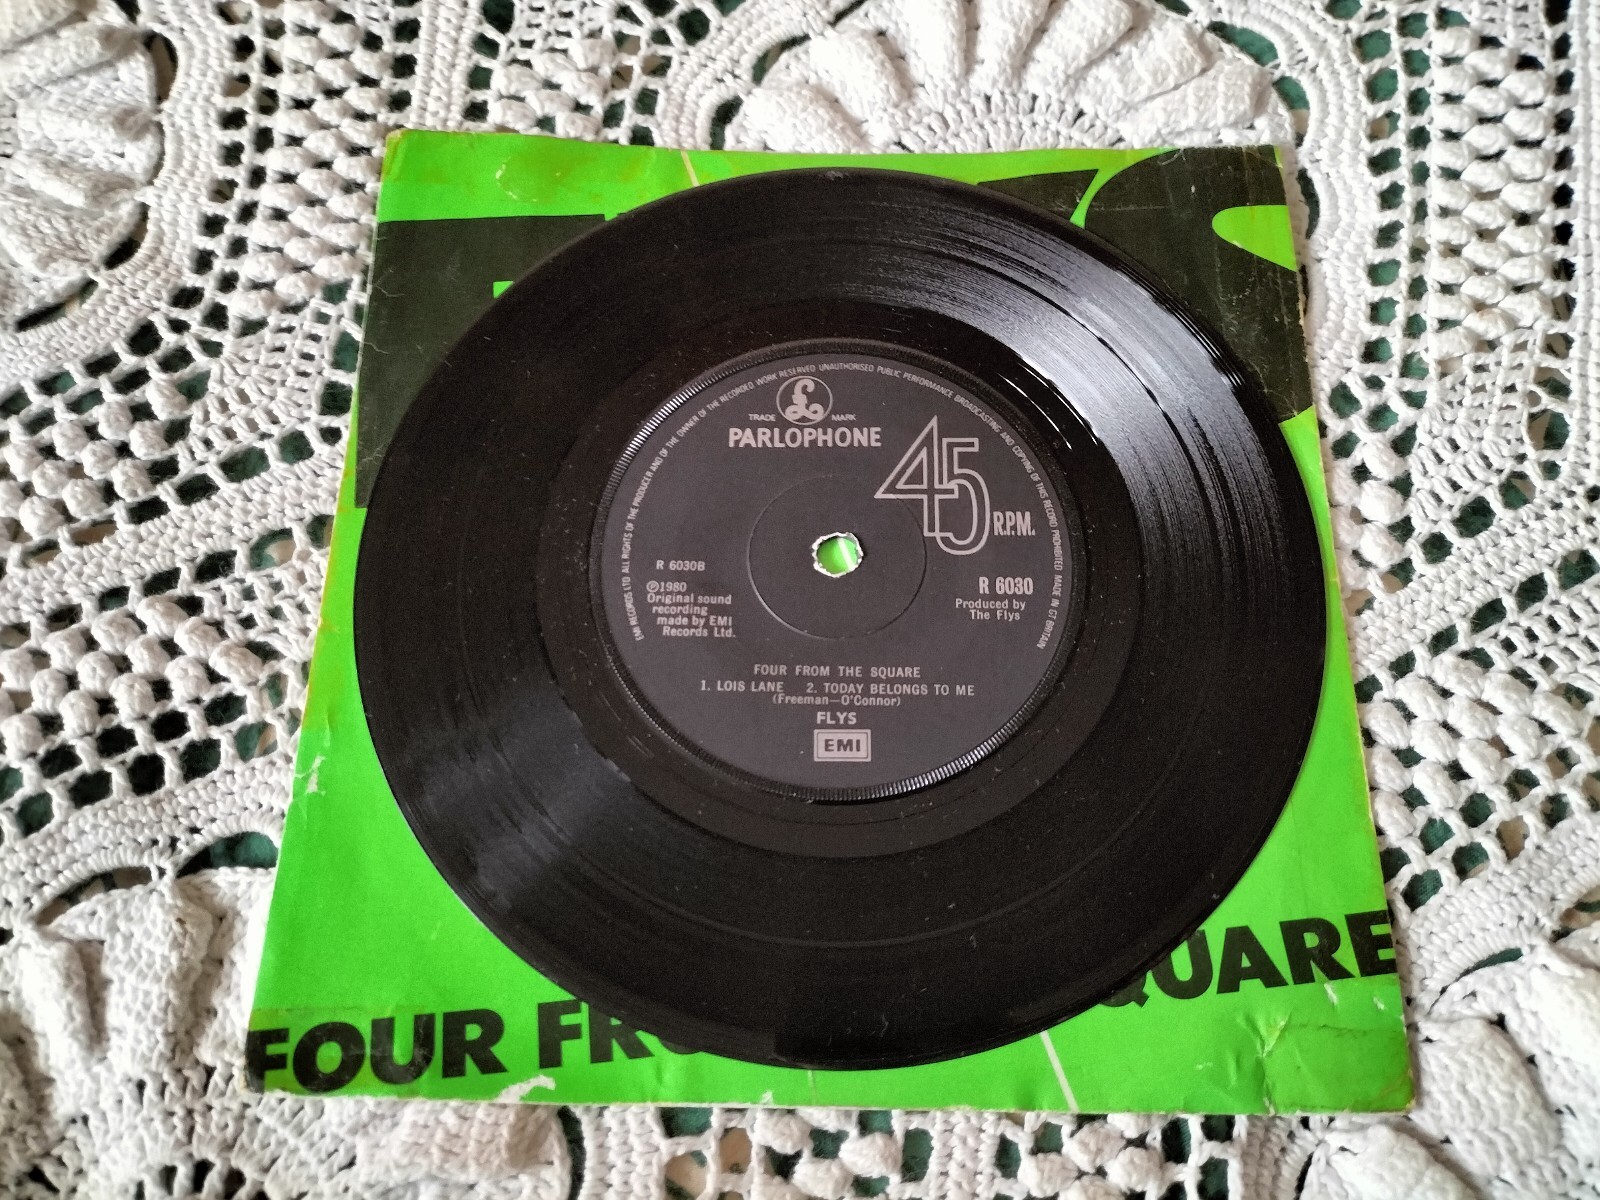 EMI RECORDS LTD ALL RIGHTS OF THE PRODUCER AND OF THE OWNER OF THE RECORDED WORK RESERVED UNAUTHORISED PUBLIC PERFORMANCE BROADCASTING AND COPYING OF THIS RECORD PROHIBITED MADE IN GT BRITAIN
£
TRADE MARK
PARLOPHONE
45
R.P.M.
R 6030B
℗1980
Original sound
recording
made by EMI
Records Ltd.
R 6030
Produced by
The Flys
FOUR FROM THE SQUARE
1. LOIS LANE 2. TODAY BELONGS TO ME
(Freeman—O'Connor)
FLYS
EMI
FOUR FR
QUARE